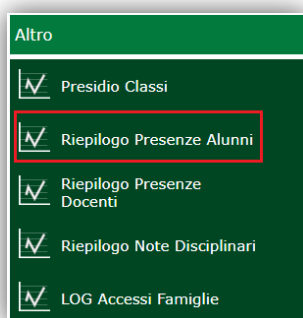 Altro
Presidio Classi
Riepilogo Presenze Alunni
Riepilogo Presenze
Docenti
Riepilogo Note Disciplinari
LOG Accessi Famiglie